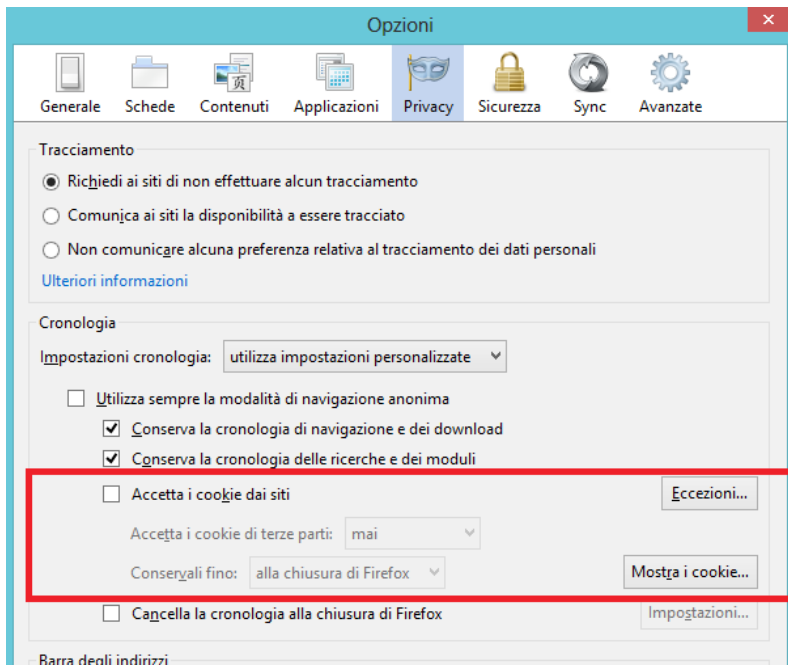 Opzioni
Generale Schede Contenuti Applicazioni Privacy Sicurezza Sync Avanzate
Tracciamento
Richiedi ai siti di non effettuare alcun tracciamento
Comunica ai siti la disponibilità a essere tracciato
Non comunicare alcuna preferenza relativa al tracciamento dei dati personali
Ulteriori informazioni
Cronologia
Impostazioni cronologia: utilizza impostazioni personalizzate
Utilizza sempre la modalità di navigazione anonima
Conserva la cronologia di navigazione e dei download
Conserva la cronologia delle ricerche e dei moduli
Accetta i cookie dai siti Eccezioni...
Accetta i cookie di terze parti: mai
Conservali fino: alla chiusura di Firefox Mostra i cookie...
Cancella la cronologia alla chiusura di Firefox Impostazioni...
Barra degli indirizzi